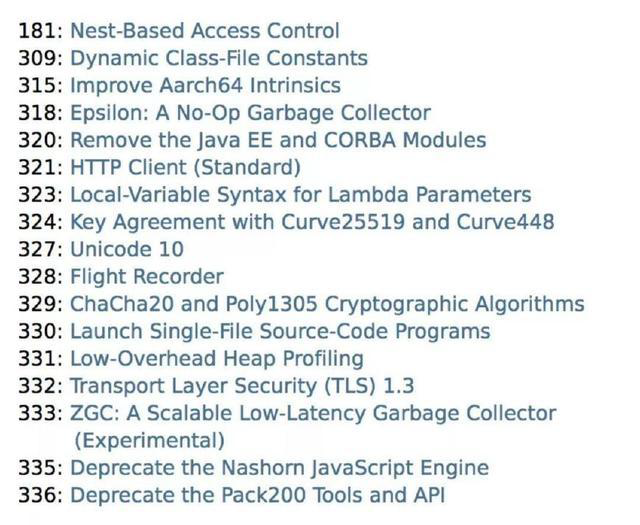 181: Nest-Based Access Control
309: Dynamic Class-File Constants
315: Improve Aarch64 Intrinsics
318: Epsilon: A No-Op Garbage Collector
320: Remove the Java EE and CORBA Modules
321: HTTP Client (Standard)
323: Local-Variable Syntax for Lambda Parameters
324: Key Agreement with Curve25519 and Curve448
327: Unicode 10
328: Flight Recorder
329: ChaCha20 and Poly1305 Cryptographic Algorithms
330: Launch Single-File Source-Code Programs
331: Low-Overhead Heap Profiling
332: Transport Layer Security (TLS) 1.3
333: ZGC: A Scalable Low-Latency Garbage Collector
(Experimental)
335: Deprecate the Nashorn JavaScript Engine
336: Deprecate the Pack200 Tools and API